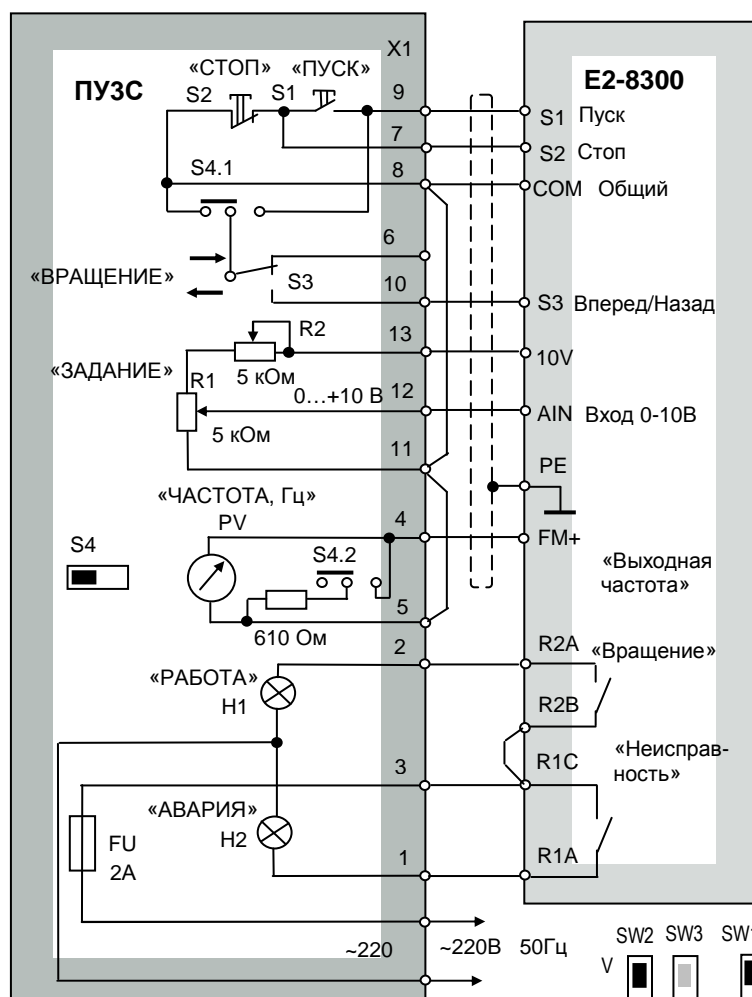 X1
ПУ3С
«СТОП» «ПУСК»
S2 S1
9
7
8
S4.1
6
«ВРАЩЕНИЕ»
S3
10
R2
13
«ЗАДАНИЕ»
5 кОм
R1
0…+10 В 12
5 кОм
11
«ЧАСТОТА, Гц»
PV
4
S4
S4.2
5
610 Ом
2
«РАБОТА»
H1
3
«АВАРИЯ»
H2
FU
2А
1
~220
E2-8300
S1 Пуск
S2 Стоп
COM Общий
S3 Вперед/Назад
10V
AIN Вход 0-10В
PE
FM+
«Выходная
частота»
R2A «Вращение»
R2B
R1C «Неисправ-
ность»
R1A
~220В 50Гц
SW2 SW3
V